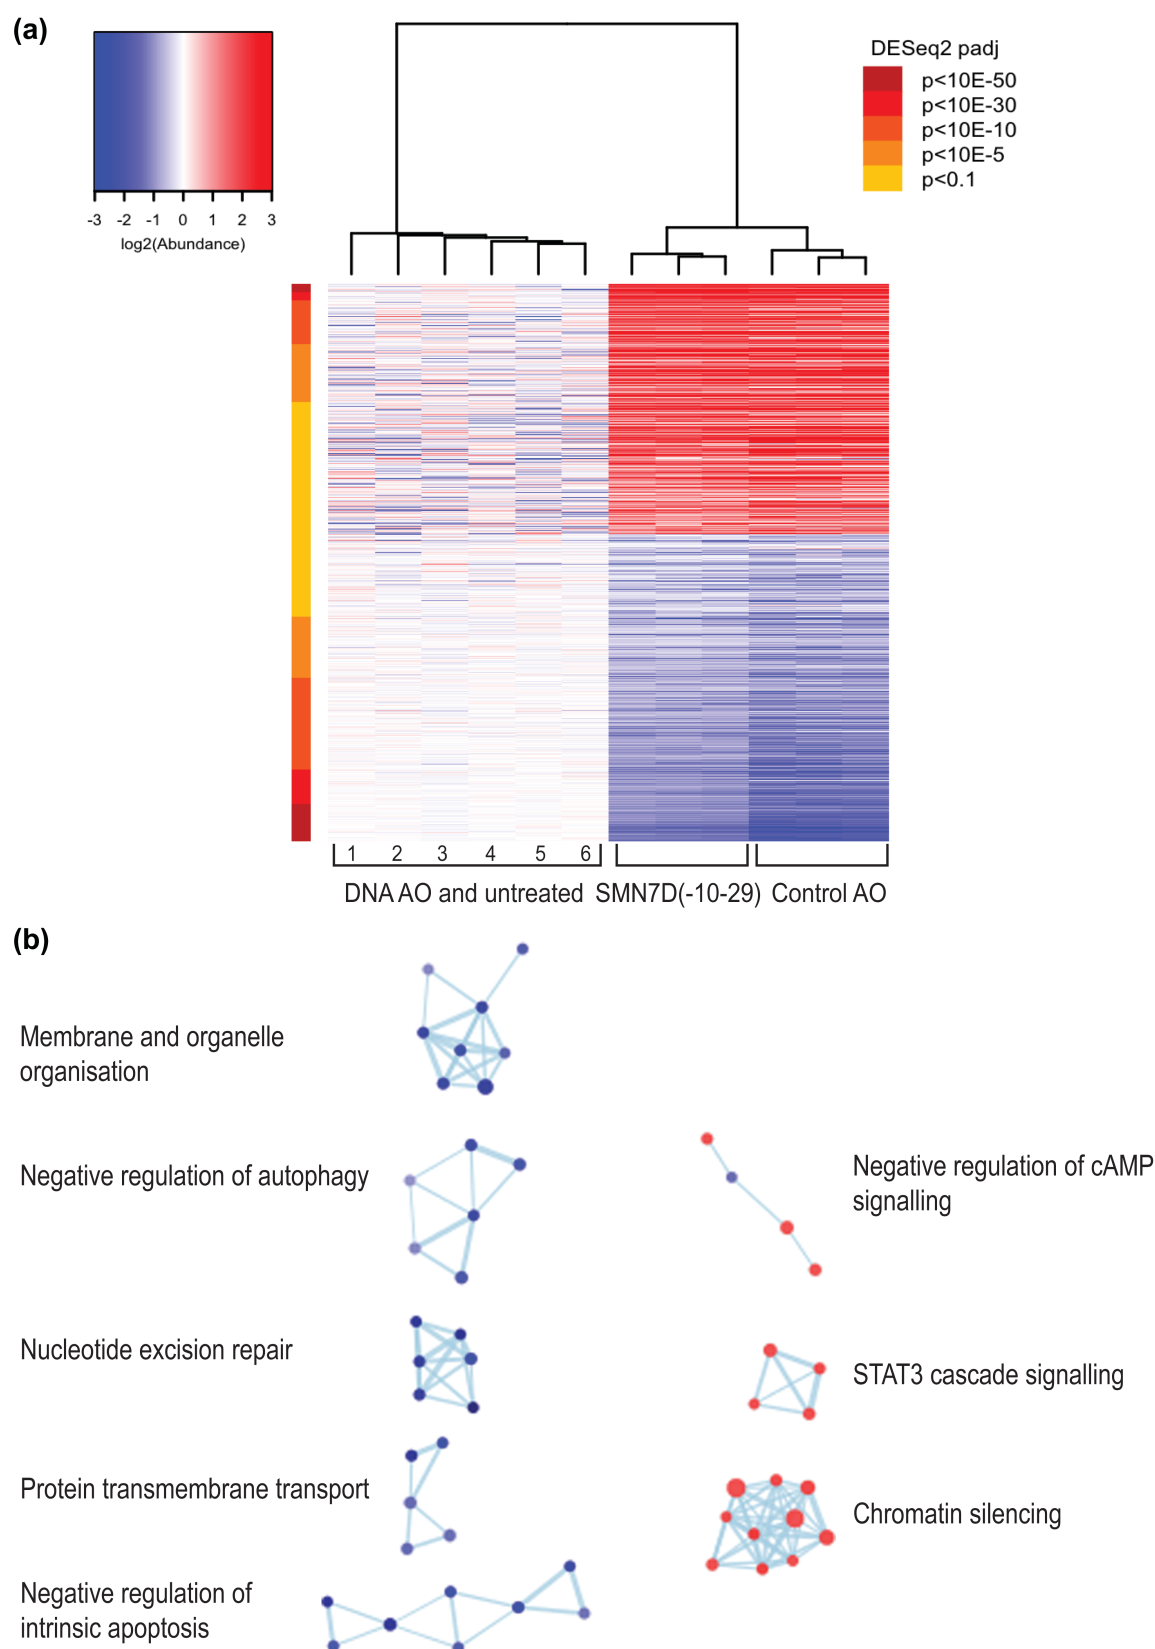 (a)
DESeq2 padj
p<10E-50
p<10E-30
p<10E-10
p<10E-5
p<0.1
-3 -2 -1 0 1 2 3
log2(Abundance)
1 2 3 4 5 6
DNA AO and untreated SMN7D(-10-29) Control AO
(b)
Membrane and organelle
organisation
Negative regulation of autophagy
Negative regulation of cAMP
signalling
Nucleotide excision repair
STAT3 cascade signalling
Protein transmembrane transport
Chromatin silencing
Negative regulation of
intrinsic apoptosis